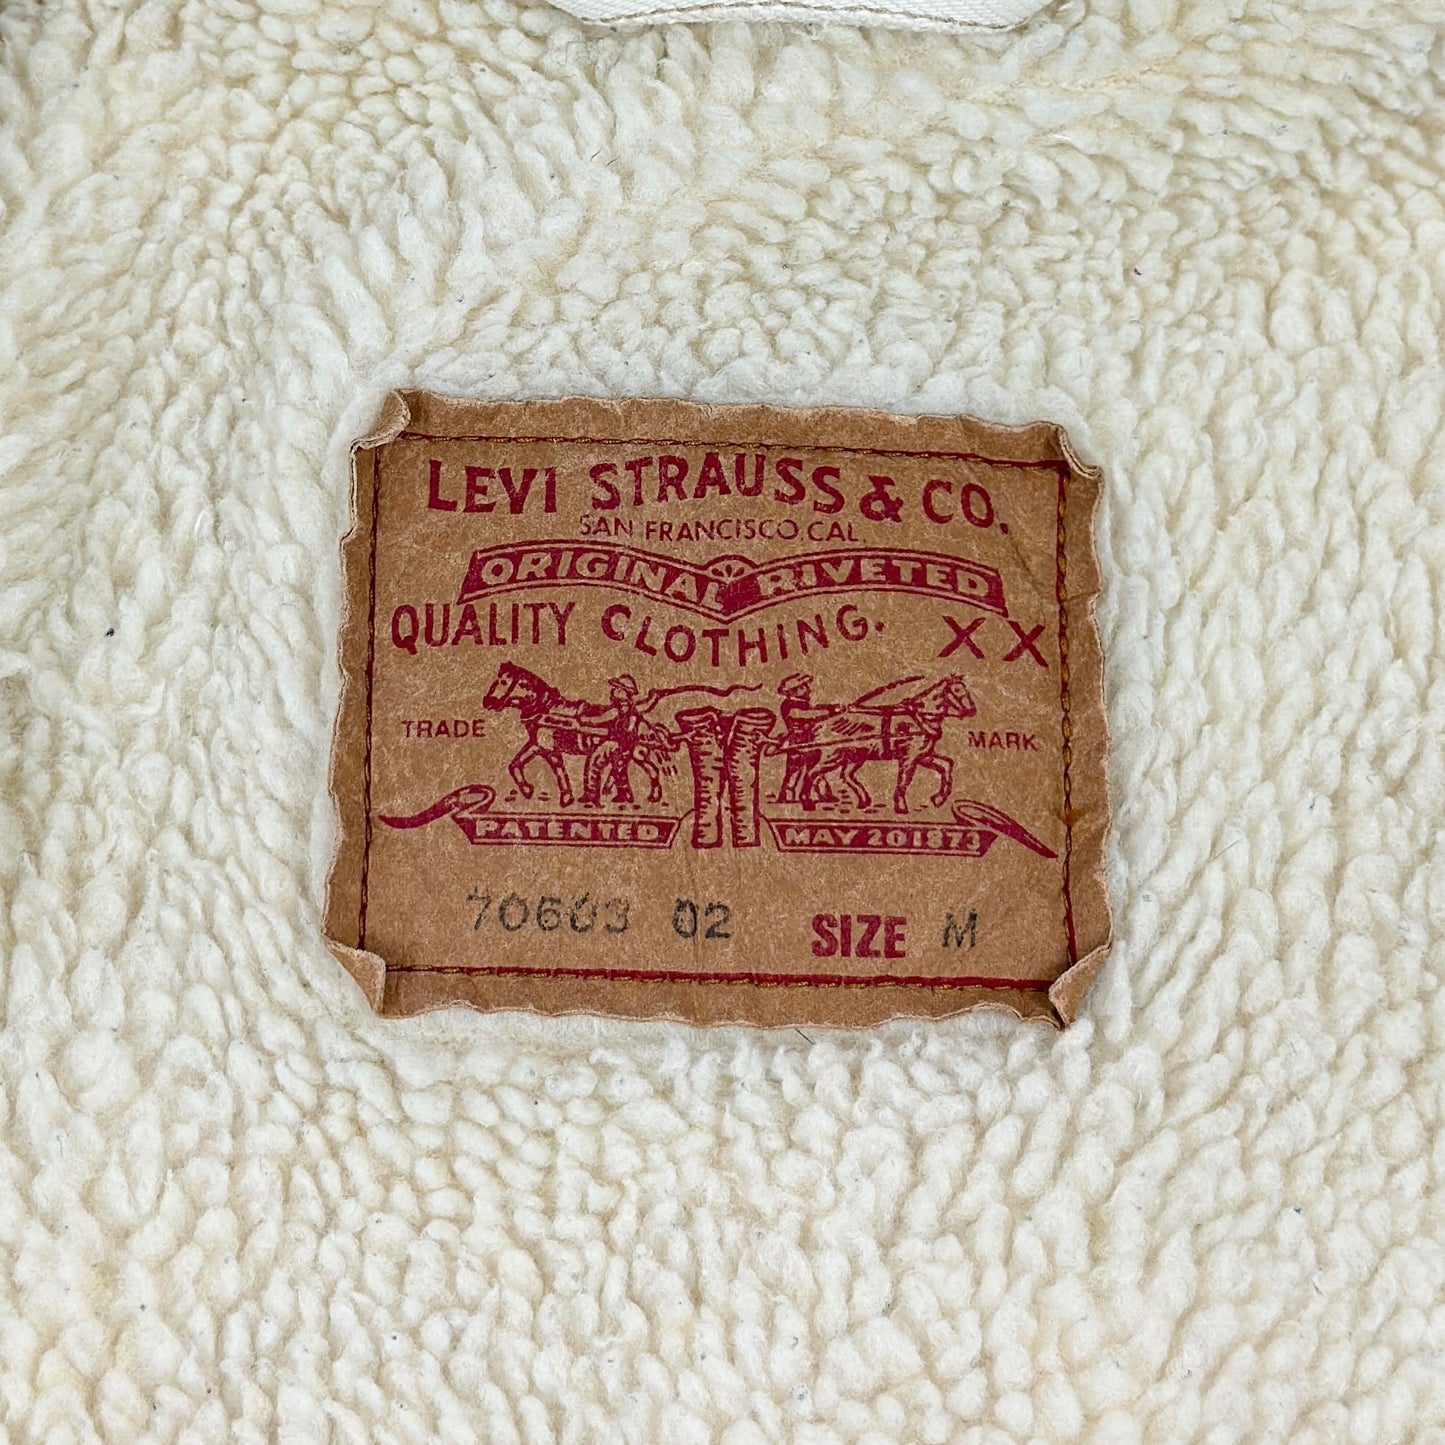 LEVI STRAUSS & CO.
SAN FRANCISCO, CAL.
ORIGINAL RIVETED
QUALITY CLOTHING. XX
TRADE MARK
PATENTED MAY 20 1873
70603 02 SIZE M